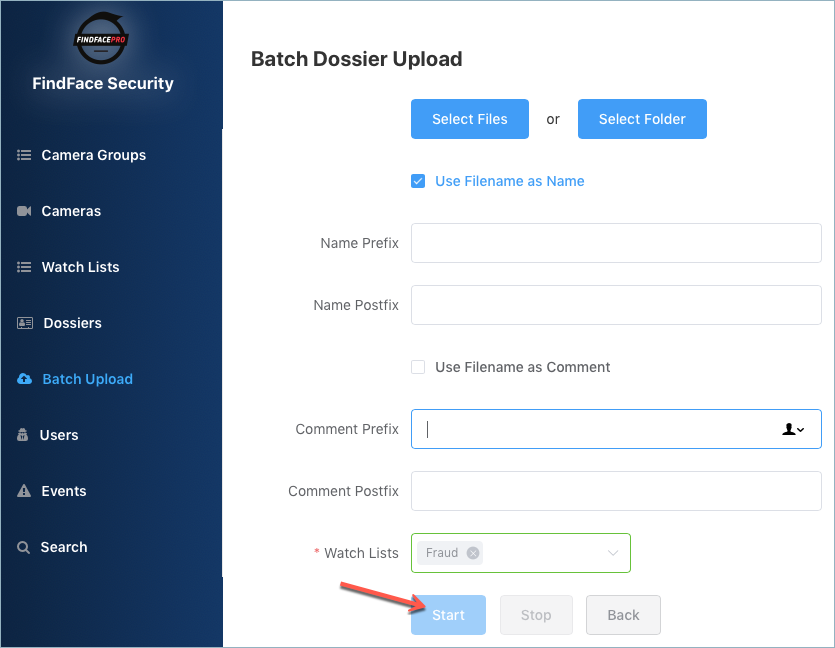 FINDFACEPRO
FindFace Security
Camera Groups
Cameras
Watch Lists
Dossiers
Batch Upload
Users
Events
Search
Batch Dossier Upload
Select Files or Select Folder
Use Filename as Name
Name Prefix
Name Postfix
Use Filename as Comment
Comment Prefix
Comment Postfix
* Watch Lists Fraud
Start Stop Back